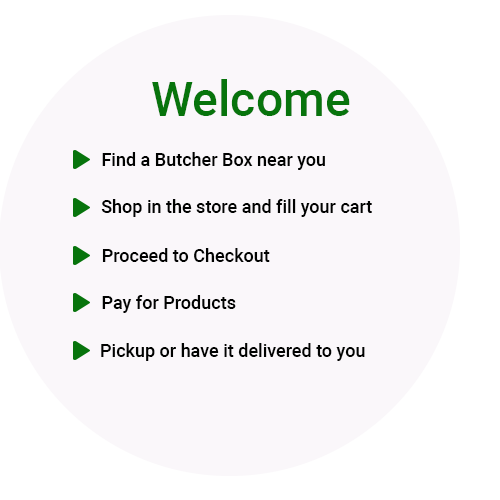 Welcome
Find a Butcher Box near you
Shop in the store and fill your cart
Proceed to Checkout
Pay for Products
Pickup or have it delivered to you